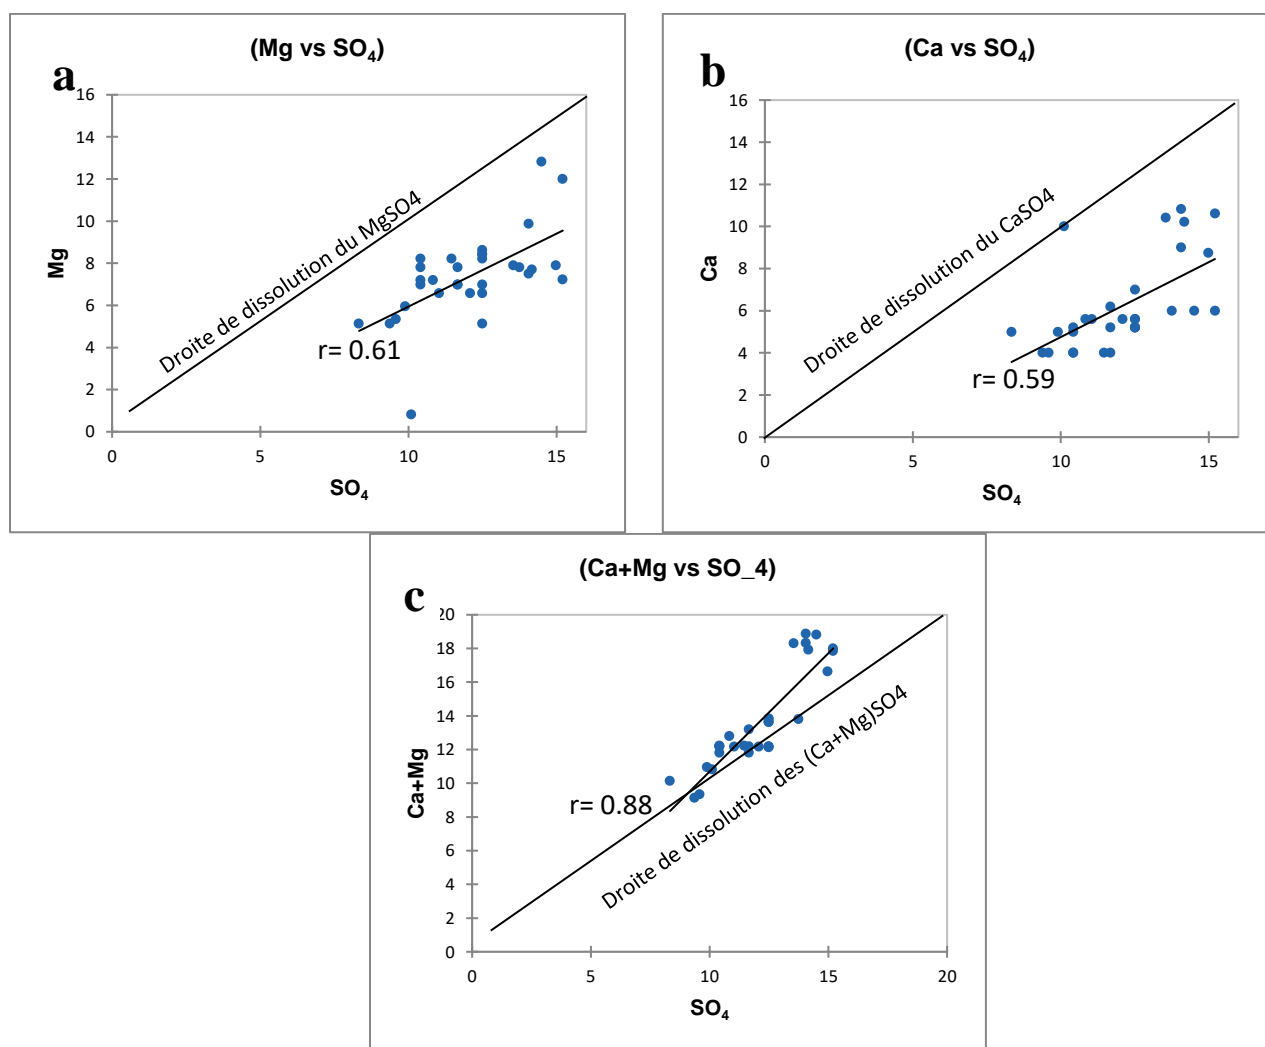 (Mg vs SO₄)
a
Mg
16
14
12
10
8
6
4
2
0
Droite de dissolution du MgSO4
r= 0.61
0 5 10 15
SO₄
(Ca vs SO₄)
b
Ca
16
14
12
10
8
6
4
2
0
Droite de dissolution du CaSO4
r= 0.59
0 5 10 15
SO₄
(Ca+Mg vs SO_4)
c
Ca+Mg
20
18
16
14
12
10
8
6
4
2
0
r= 0.88
Droite de dissolution des (Ca+Mg)SO4
0 5 10 15 20
SO₄